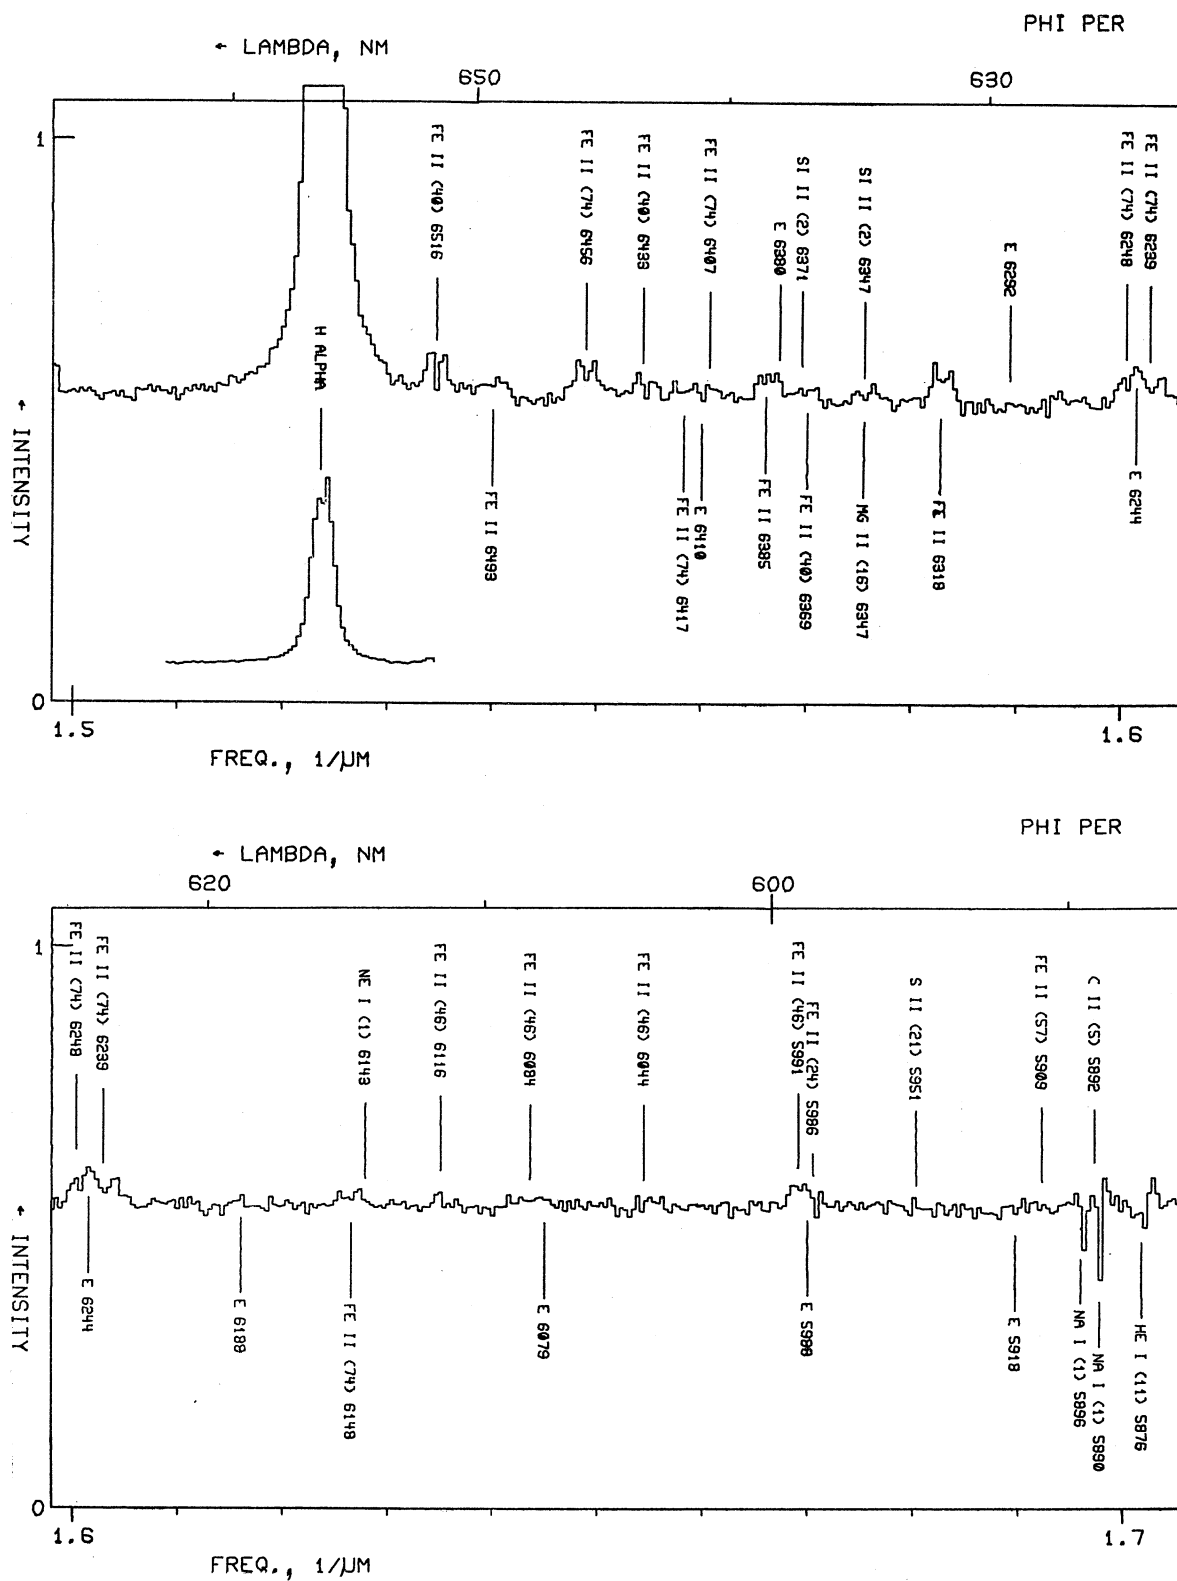 PHI PER
← LAMBDA, NM
650
630
1
FE II (40) 6516
FE II (74) 6456
FE II (40) 6433
FE II (74) 6407
E 6380
SI II (2) 6371
SI II (2) 6347
E 6292
FE II (74) 6248
FE II (74) 6239
H ALPHA
FE II 6493
FE II (74) 6417
E 6410
FE II 6385
FE II (40) 6369
MG II (16) 6347
FE II 6318
E 6244
← INTENSITY
0
1.5
1.6
FREQ., 1/µM
PHI PER
← LAMBDA, NM
620
600
1
FE II (74) 6248
FE II (74) 6239
NE I (1) 6143
FE II (46) 6116
FE II (46) 6084
FE II (46) 6044
FE II (46) 5991
FE II (24) 5986
S II (21) 5951
FE II (57) 5909
C II (5) 5892
E 6244
E 6189
FE II (74) 6148
E 6079
E 5988
E 5918
NA I (1) 5896
NA I (1) 5890
HE I (11) 5876
← INTENSITY
0
1.6
1.7
FREQ., 1/µM